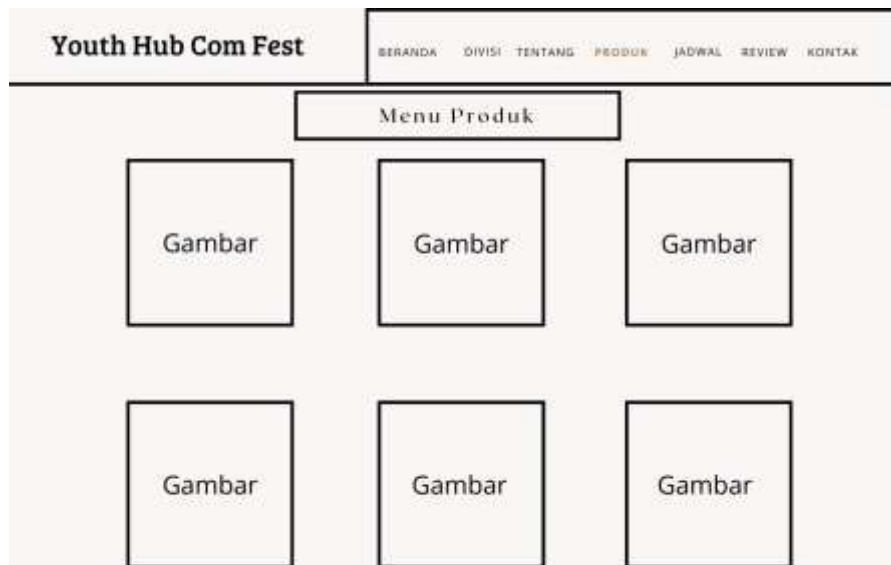 Youth Hub Com Fest
BERANDA DIVISI TENTANG PRODUK JADWAL REVIEW KONTAK
Menu Produk
Gambar Gambar Gambar
Gambar Gambar Gambar